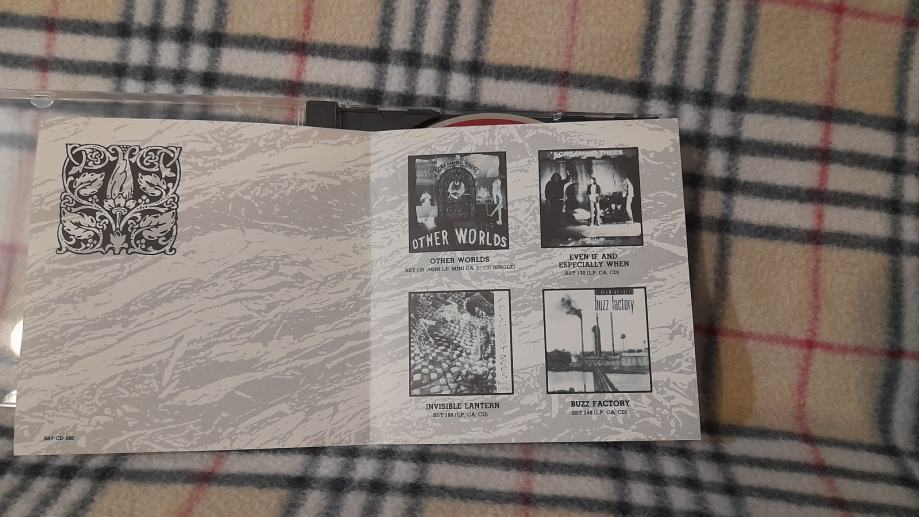 SST CD 260
OTHER WORLDS
OTHER WORLDS
SST 105 (MINI LP, MINI CA, 3" CD SINGLE)
SCREAMING TREES
EVEN IF AND
ESPECIALLY WHEN
SST 132 (LP, CA, CD)
INVISIBLE LANTERN
SST 188 (LP, CA, CD)
buzz factory
BUZZ FACTORY
SST 248 (LP, CA, CD)